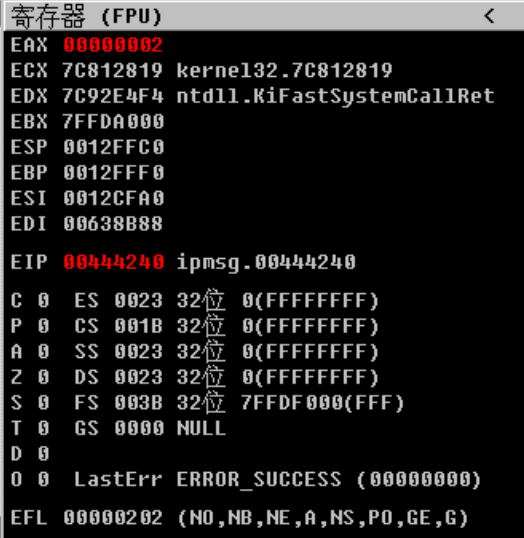 寄存器 (FPU) <
EAX 00000002
ECX 7C812819 kernel32.7C812819
EDX 7C92E4F4 ntdll.KiFastSystemCallRet
EBX 7FFDA000
ESP 0012FFC0
EBP 0012FFF0
ESI 0012CFA0
EDI 00638B88
EIP 00444240 ipmsg.00444240
C 0 ES 0023 32位 0(FFFFFFFF)
P 0 CS 001B 32位 0(FFFFFFFF)
A 0 SS 0023 32位 0(FFFFFFFF)
Z 0 DS 0023 32位 0(FFFFFFFF)
S 0 FS 003B 32位 7FFDF000(FFF)
T 0 GS 0000 NULL
D 0
O 0 LastErr ERROR_SUCCESS (00000000)
EFL 00000202 (NO,NB,NE,A,NS,PO,GE,G)